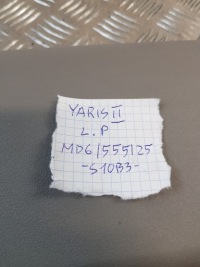 YARIS II
L.P
MD6/555125
-S10B3-